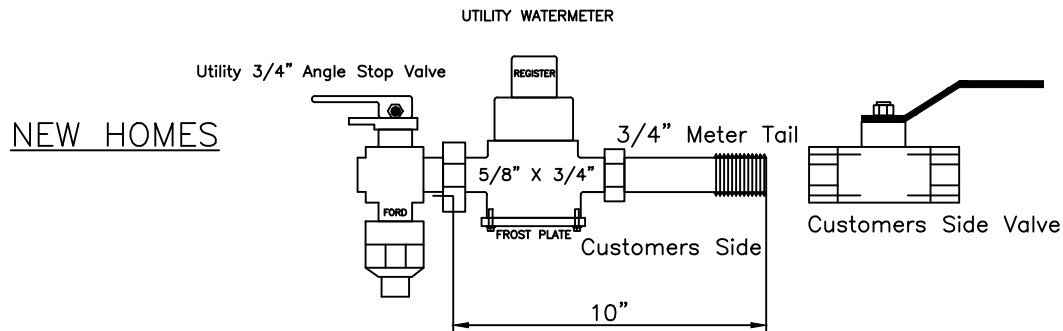 UTILITY WATERMETER
Utility 3/4" Angle Stop Valve
REGISTER
NEW HOMES
3/4" Meter Tail
5/8" X 3/4"
FORD
FROST PLATE
Customers Side
Customers Side Valve
10"